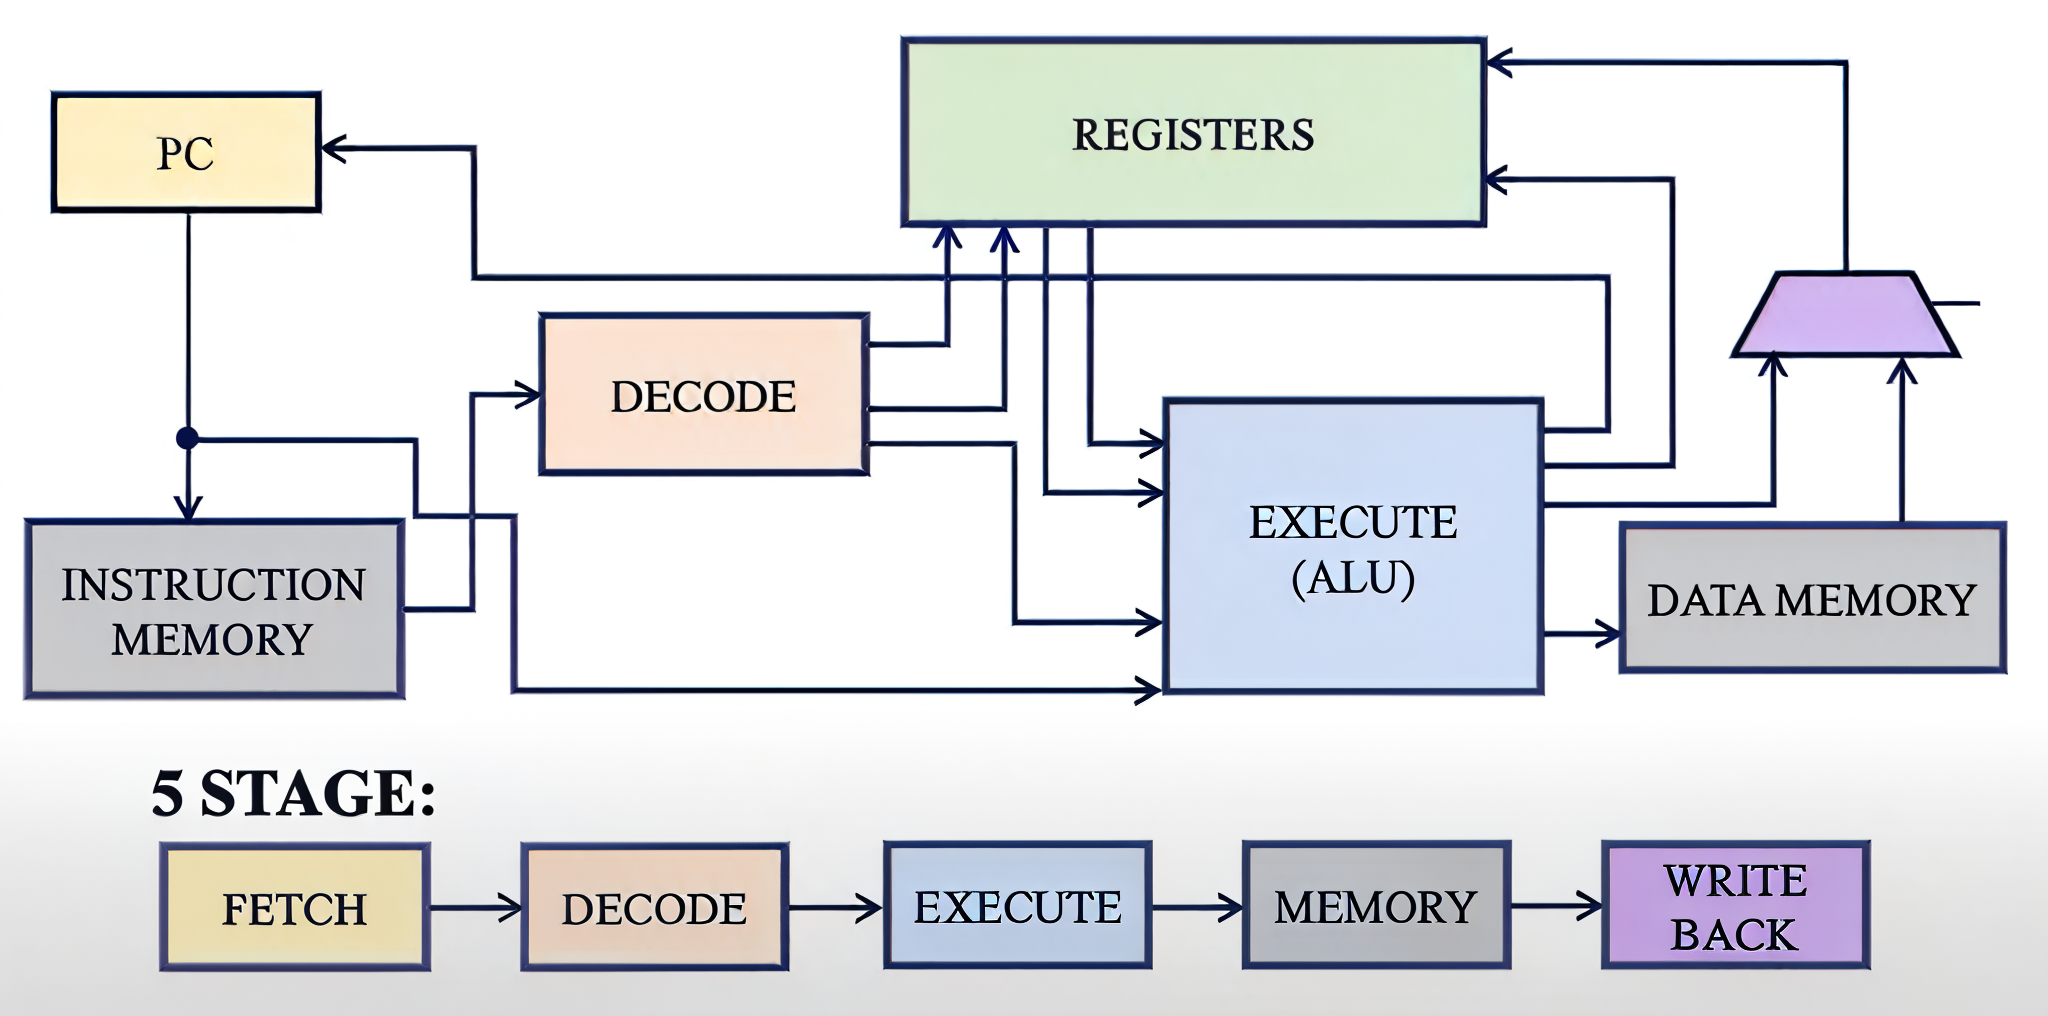 PC
REGISTERS
DECODE
INSTRUCTION
MEMORY
EXECUTE
(ALU)
DATA MEMORY
5 STAGE:
FETCH
DECODE
EXECUTE
MEMORY
WRITE
BACK